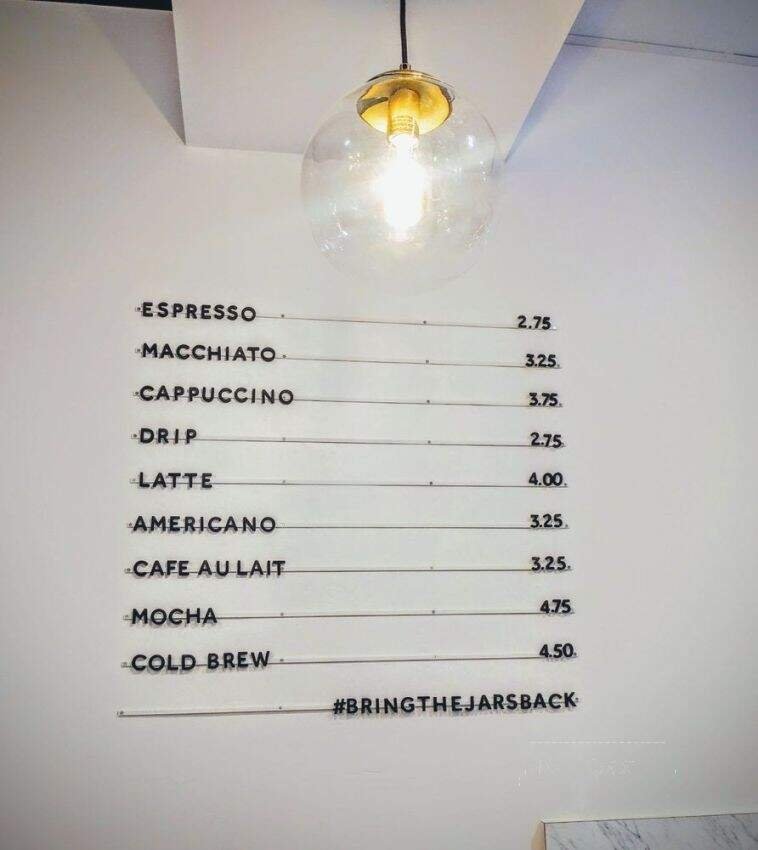 ESPRESSO 2.75
MACCHIATO 3.25
CAPPUCCINO 3.75
DRIP 2.75
LATTE 4.00
AMERICANO 3.25
CAFE AU LAIT 3.25
MOCHA 4.75
COLD BREW 4.50
#BRINGTHEJARSBACK